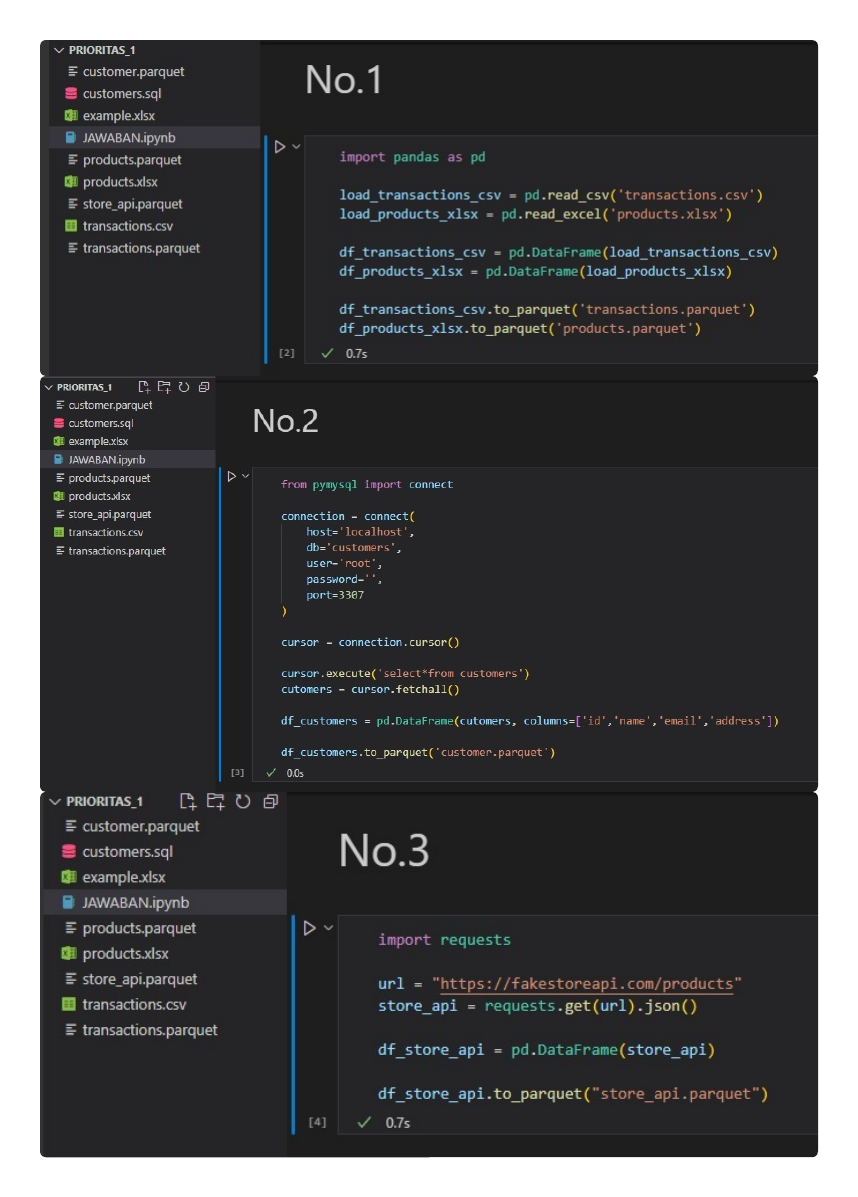 PRIORITAS_1
customer.parquet
customers.sql
example.xlsx
JAWABAN.ipynb
products.parquet
products.xlsx
store_api.parquet
transactions.csv
transactions.parquet
No.1
import pandas as pd
load_transactions_csv = pd.read_csv('transactions.csv')
load_products_xlsx = pd.read_excel('products.xlsx')
df_transactions_csv = pd.DataFrame(load_transactions_csv)
df_products_xlsx = pd.DataFrame(load_products_xlsx)
df_transactions_csv.to_parquet('transactions.parquet')
df_products_xlsx.to_parquet('products.parquet')
[2]
0.7s
PRIORITAS_1
customer.parquet
customers.sql
example.xlsx
JAWABAN.ipynb
products.parquet
products.xlsx
store_api.parquet
transactions.csv
transactions.parquet
No.2
from pymysql import connect
connection = connect(
host='localhost',
db='customers',
user='root',
password='',
port=3307
)
cursor = connection.cursor()
cursor.execute('select*from customers')
cutomers = cursor.fetchall()
df_customers = pd.DataFrame(cutomers, columns=['id','name','email','address'])
df_customers.to_parquet('customer.parquet')
[3]
0.0s
PRIORITAS_1
customer.parquet
customers.sql
example.xlsx
JAWABAN.ipynb
products.parquet
products.xlsx
store_api.parquet
transactions.csv
transactions.parquet
No.3
import requests
url = "https://fakestoreapi.com/products"
store_api = requests.get(url).json()
df_store_api = pd.DataFrame(store_api)
df_store_api.to_parquet("store_api.parquet")
[4]
0.7s